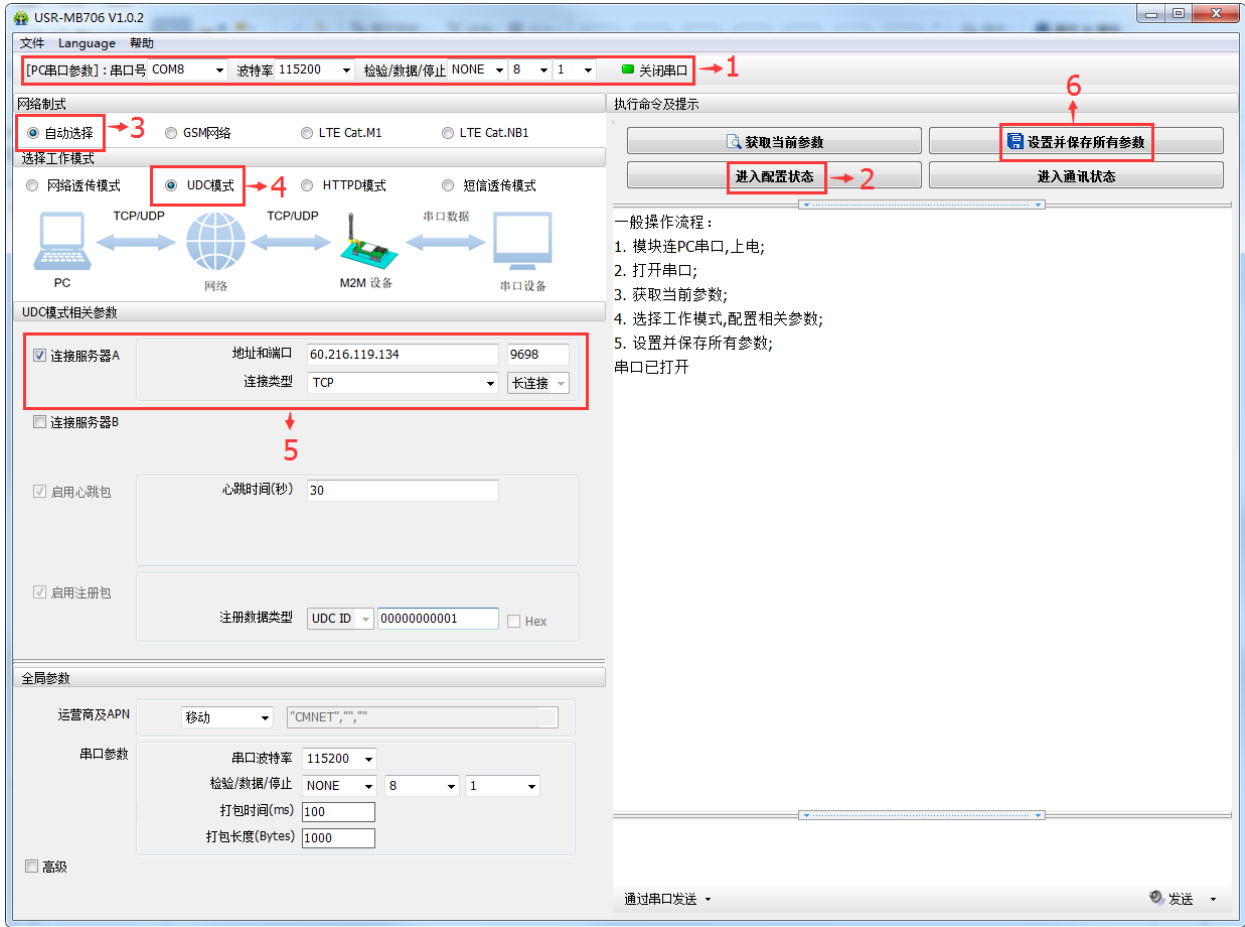 USR-MB706 V1.0.2
文件 Language 帮助
[PC串口参数]：串口号 COM8 波特率 115200 检验/数据/停止 NONE 8 1 关闭串口 1
网络制式
自动选择 3 GSM网络 LTE Cat.M1 LTE Cat.NB1
选择工作模式
网络透传模式 UDC模式 4 HTTPD模式 短信透传模式
TCP/UDP TCP/UDP 串口数据
PC 网络 M2M 设备 串口设备
UDC模式相关参数
连接服务器A 地址和端口 60.216.119.134 9698
连接类型 TCP 长连接
连接服务器B
5
启用心跳包 心跳时间(秒) 30
启用注册包
注册数据类型 UDC ID 00000000001 Hex
全局参数
运营商及APN 移动 "CMNET","",""
串口参数 串口波特率 115200
检验/数据/停止 NONE 8 1
打包时间(ms) 100
打包长度(Bytes) 1000
高级
6
执行命令及提示
获取当前参数 设置并保存所有参数
进入配置状态 2 进入通讯状态
一般操作流程：
1. 模块连PC串口,上电;
2. 打开串口;
3. 获取当前参数;
4. 选择工作模式,配置相关参数;
5. 设置并保存所有参数;
串口已打开
通过串口发送 发送